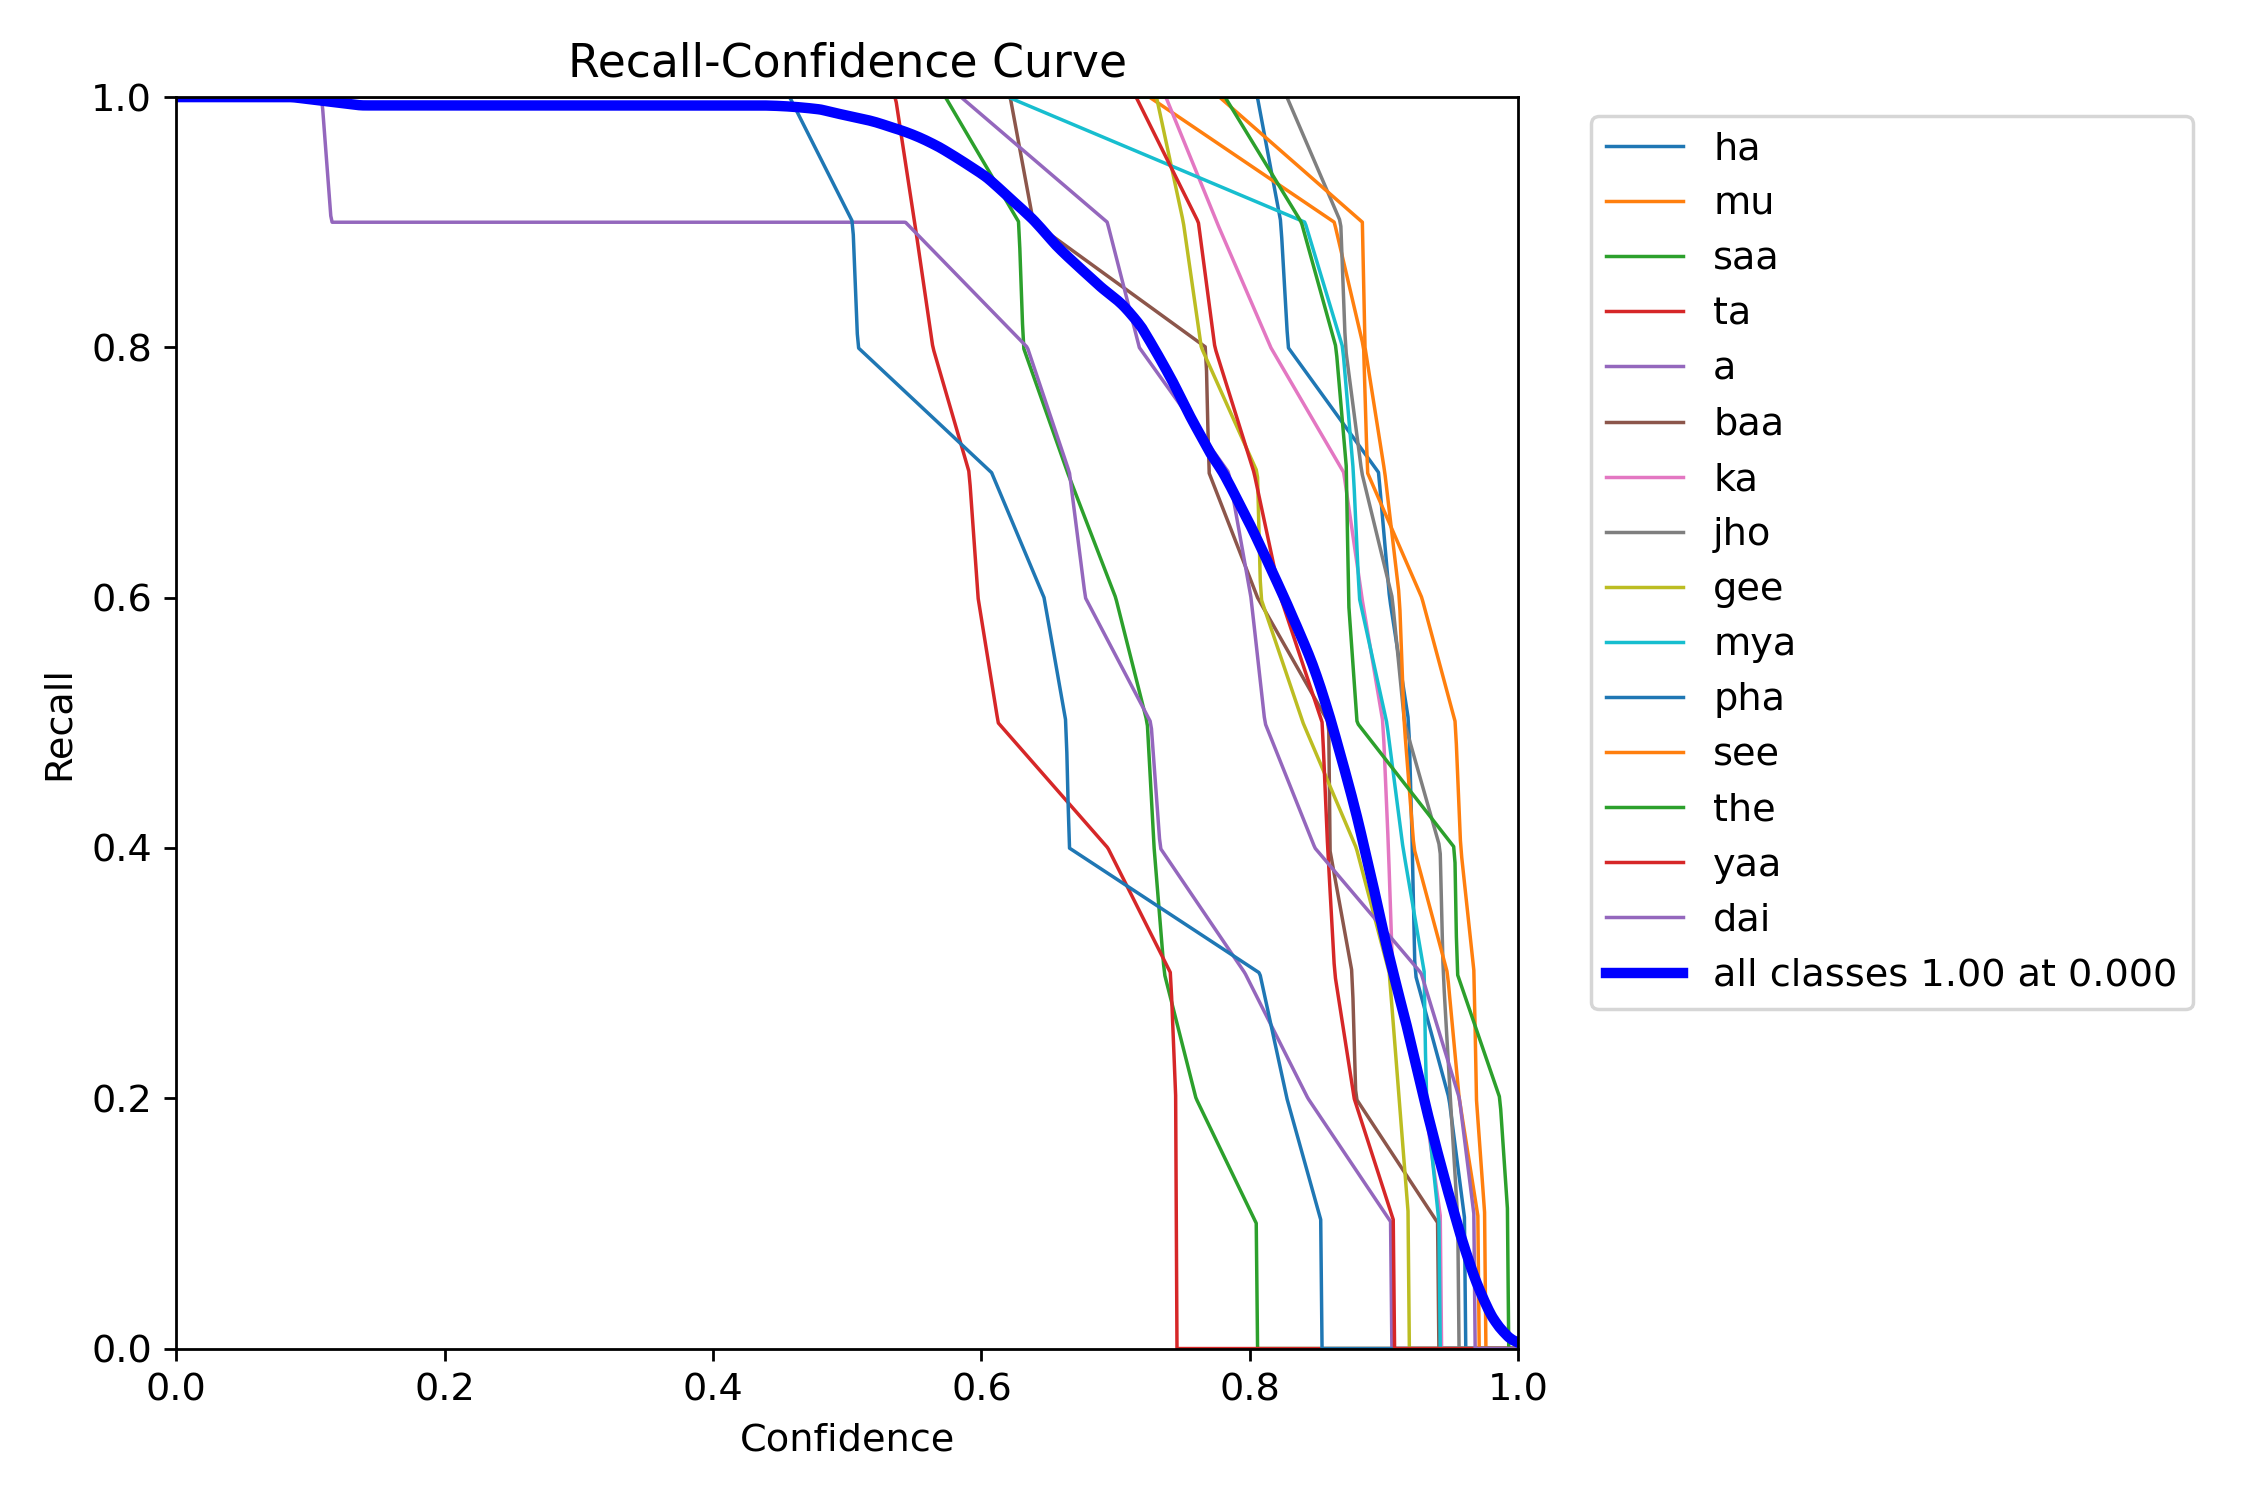 Recall-Confidence Curve
1.0
0.8
0.6
0.4
0.2
0.0
Recall
0.0 0.2 0.4 0.6 0.8 1.0
Confidence
ha
mu
saa
ta
a
baa
ka
jho
gee
mya
pha
see
the
yaa
dai
all classes 1.00 at 0.000